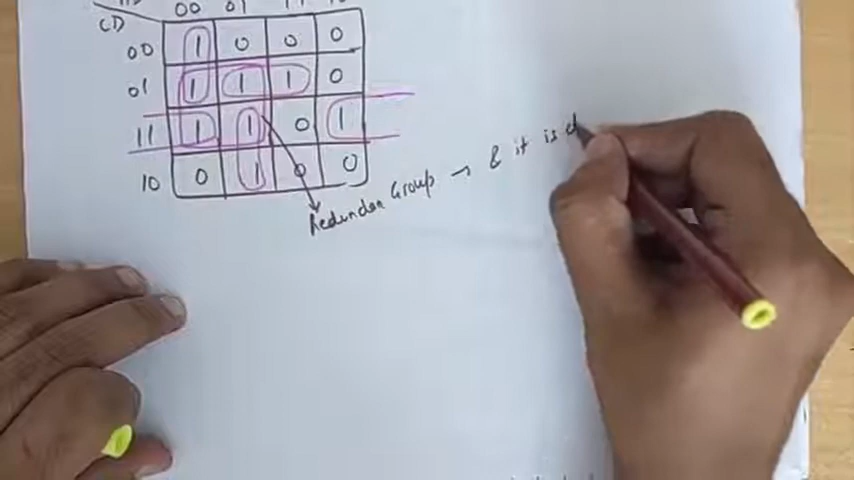 00 01 11
CD
00 1 0 0 0
01 1 1 1 0
11 1 1 0 1
10 0 1 0 0
Redundan Group → & it is d